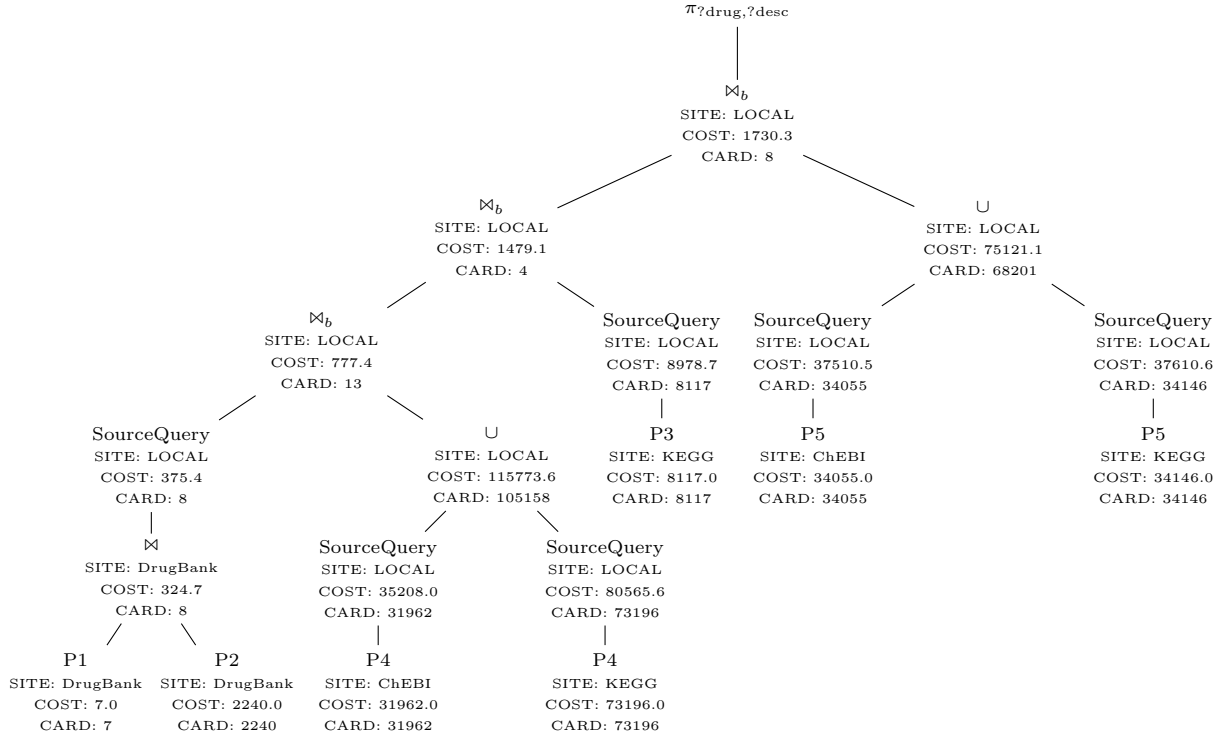 π?drug,?desc
⋈b
SITE: LOCAL
COST: 1730.3
CARD: 8
⋈b
SITE: LOCAL
COST: 1479.1
CARD: 4
∪
SITE: LOCAL
COST: 75121.1
CARD: 68201
⋈b
SITE: LOCAL
COST: 777.4
CARD: 13
SourceQuery
SITE: LOCAL
COST: 8978.7
CARD: 8117
SourceQuery
SITE: LOCAL
COST: 37510.5
CARD: 34055
SourceQuery
SITE: LOCAL
COST: 37610.6
CARD: 34146
SourceQuery
SITE: LOCAL
COST: 375.4
CARD: 8
∪
SITE: LOCAL
COST: 115773.6
CARD: 105158
P3
SITE: KEGG
COST: 8117.0
CARD: 8117
P5
SITE: ChEBI
COST: 34055.0
CARD: 34055
P5
SITE: KEGG
COST: 34146.0
CARD: 34146
⋈
SITE: DrugBank
COST: 324.7
CARD: 8
SourceQuery
SITE: LOCAL
COST: 35208.0
CARD: 31962
SourceQuery
SITE: LOCAL
COST: 80565.6
CARD: 73196
P1
SITE: DrugBank
COST: 7.0
CARD: 7
P2
SITE: DrugBank
COST: 2240.0
CARD: 2240
P4
SITE: ChEBI
COST: 31962.0
CARD: 31962
P4
SITE: KEGG
COST: 73196.0
CARD: 73196